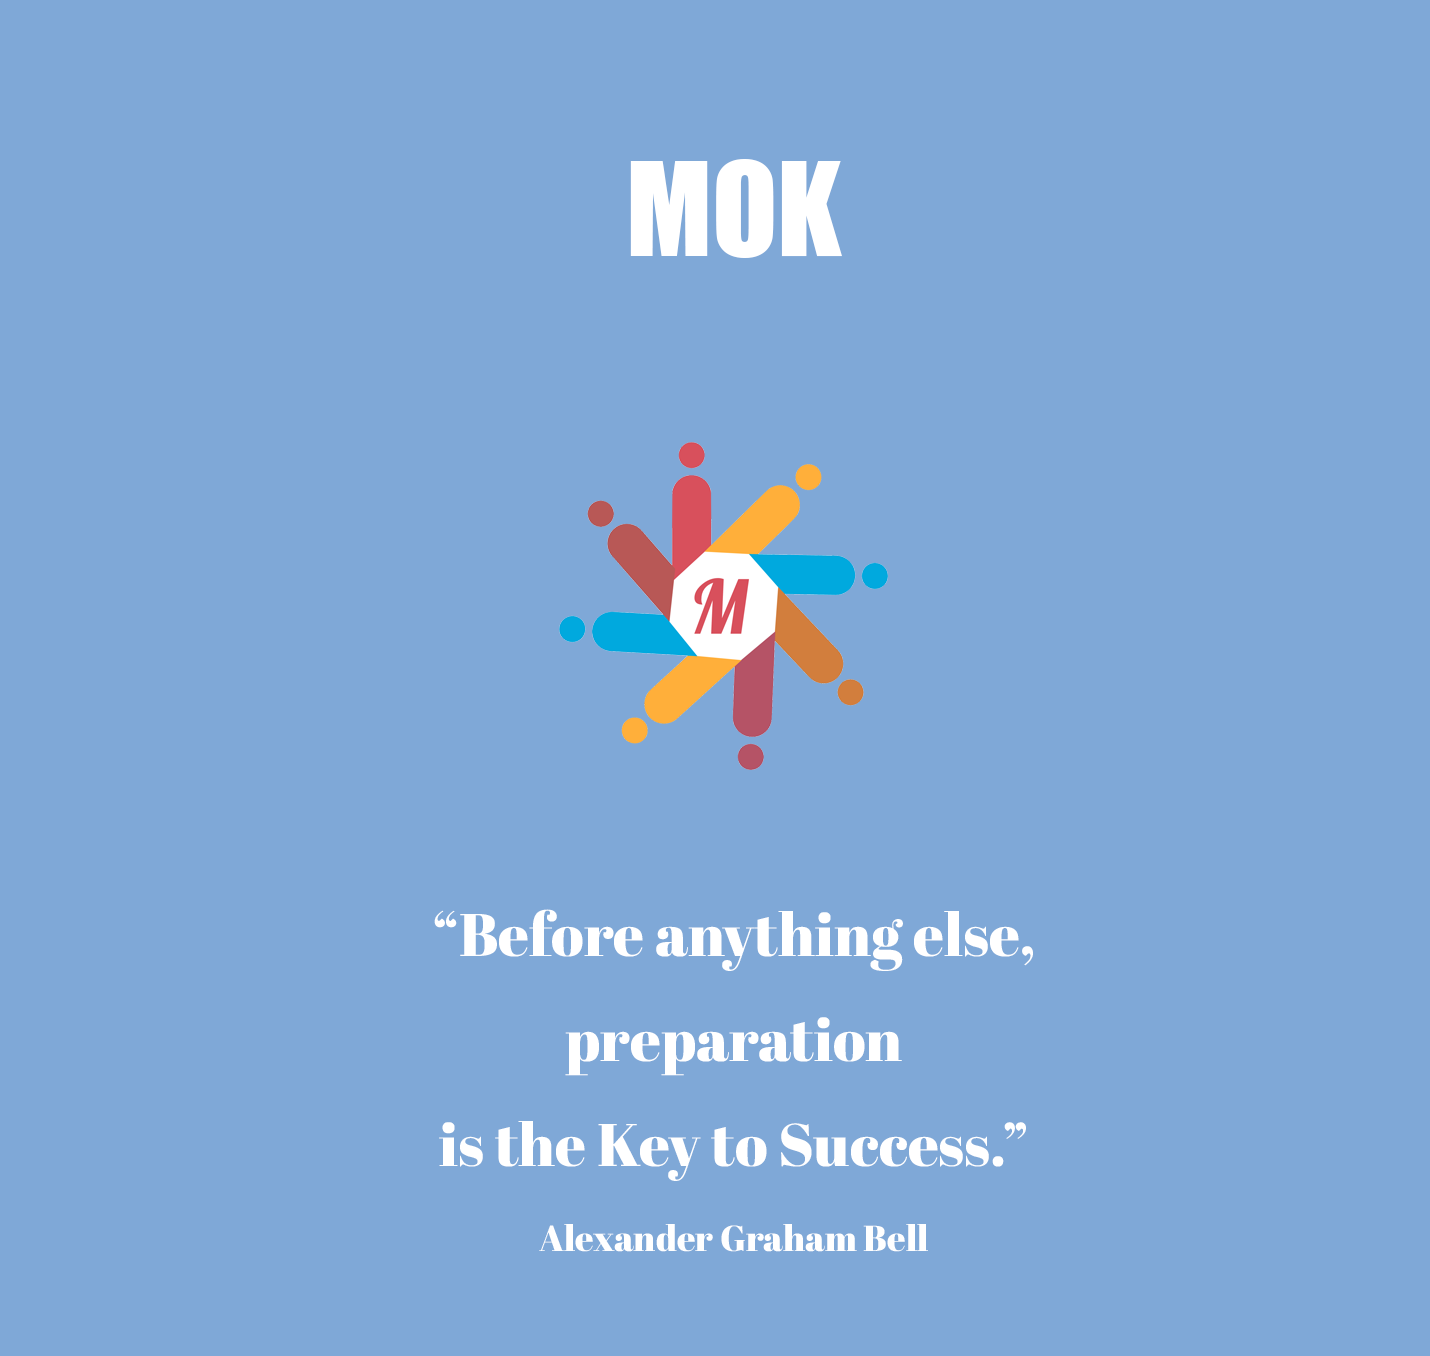 MOK
M
“Before anything else,
preparation
is the Key to Success.”
Alexander Graham Bell